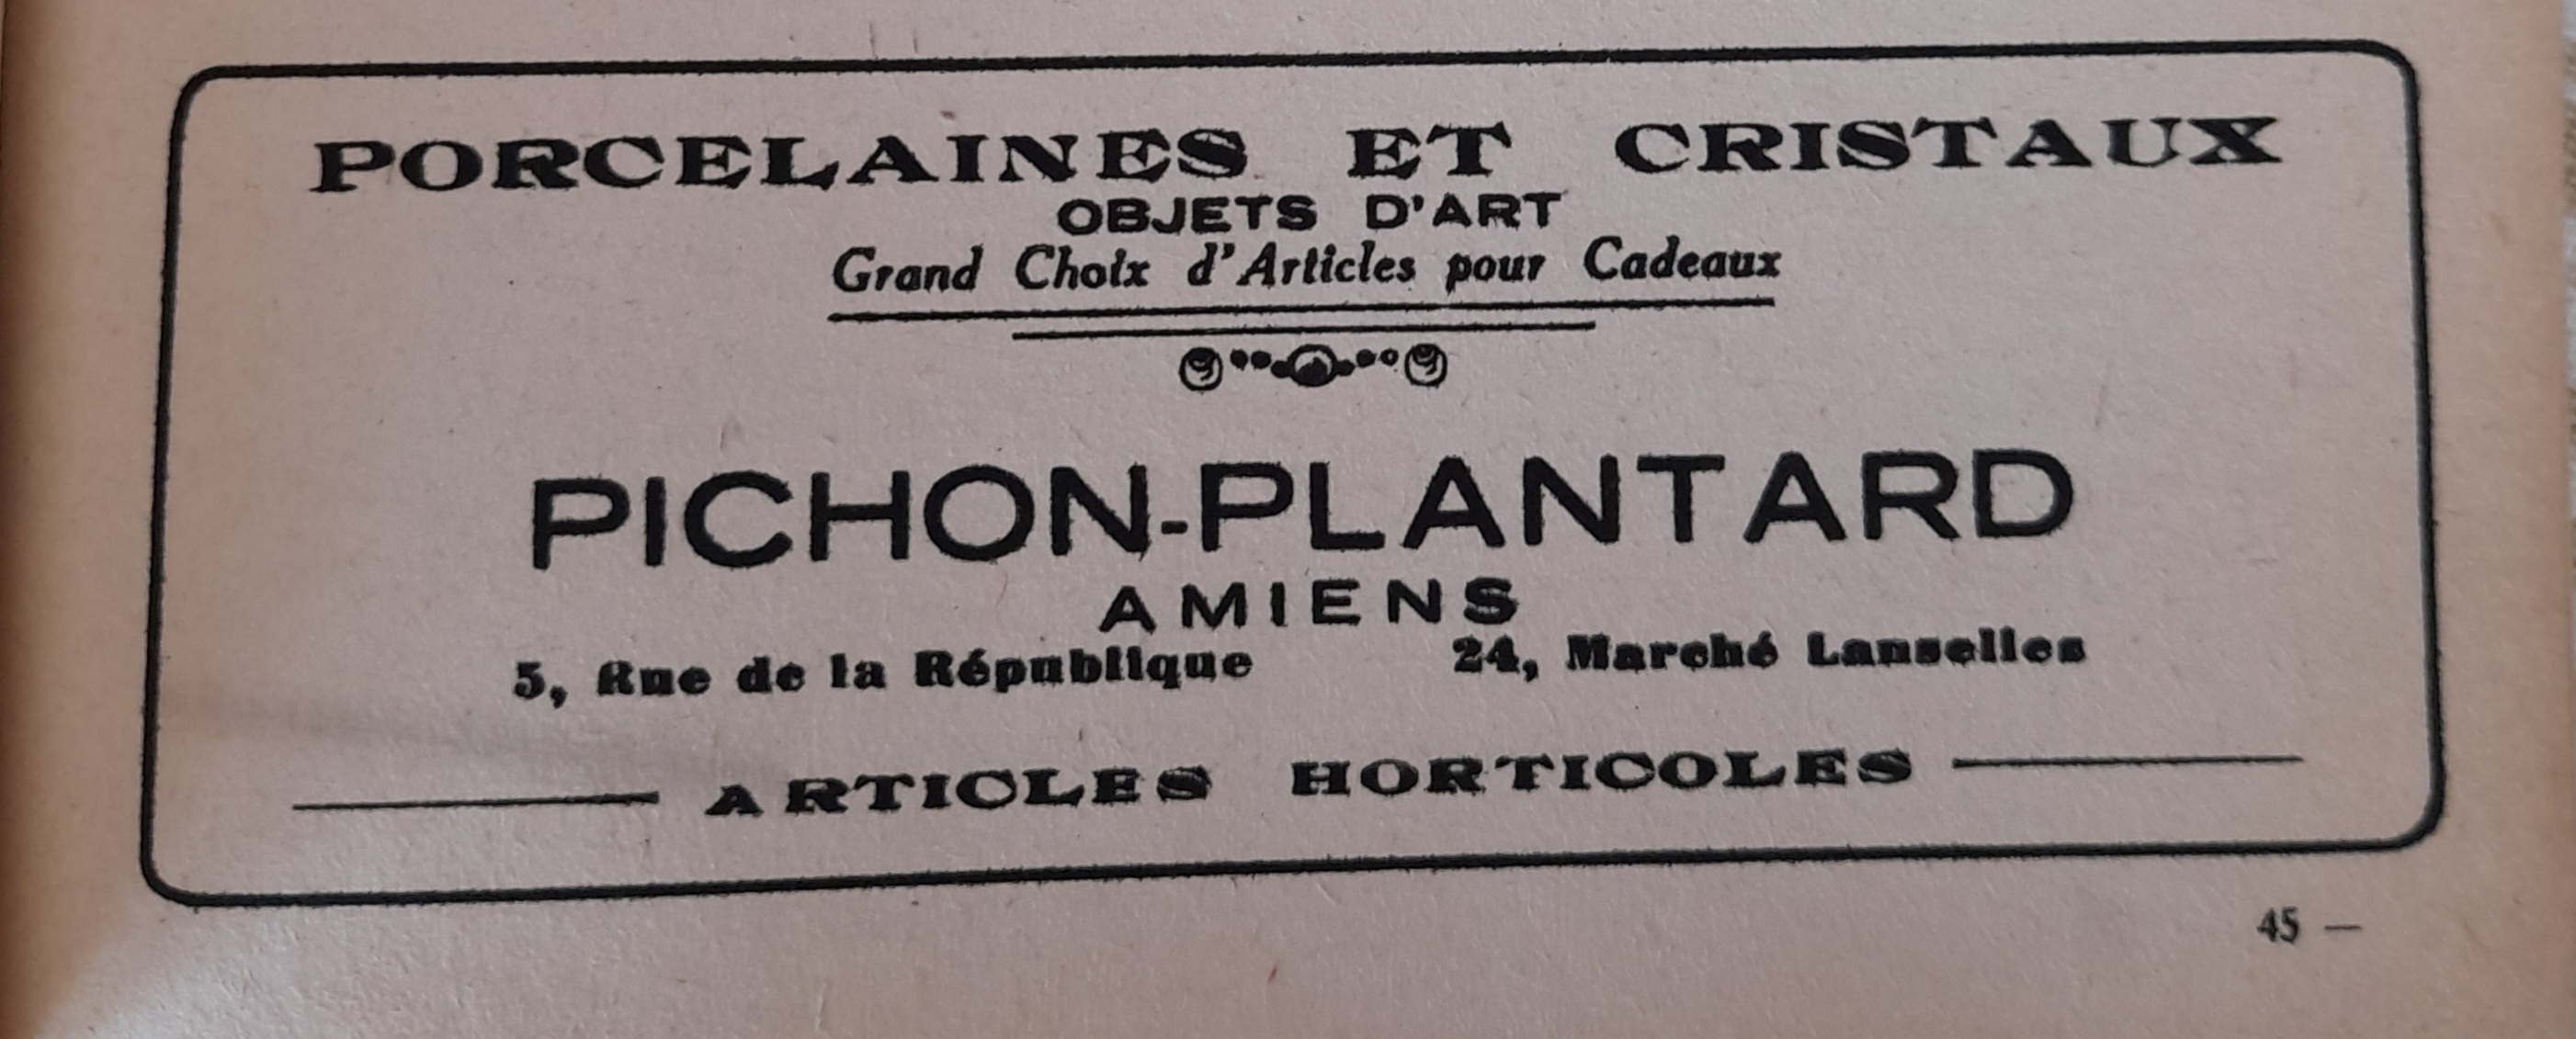 PORCELAINES ET CRISTAUX
OBJETS D'ART
Grand Choix d'Articles pour Cadeaux
PICHON-PLANTARD
AMIENS
5, Rue de la République 24, Marché Lanselles
ARTICLES HORTICOLES
45 —